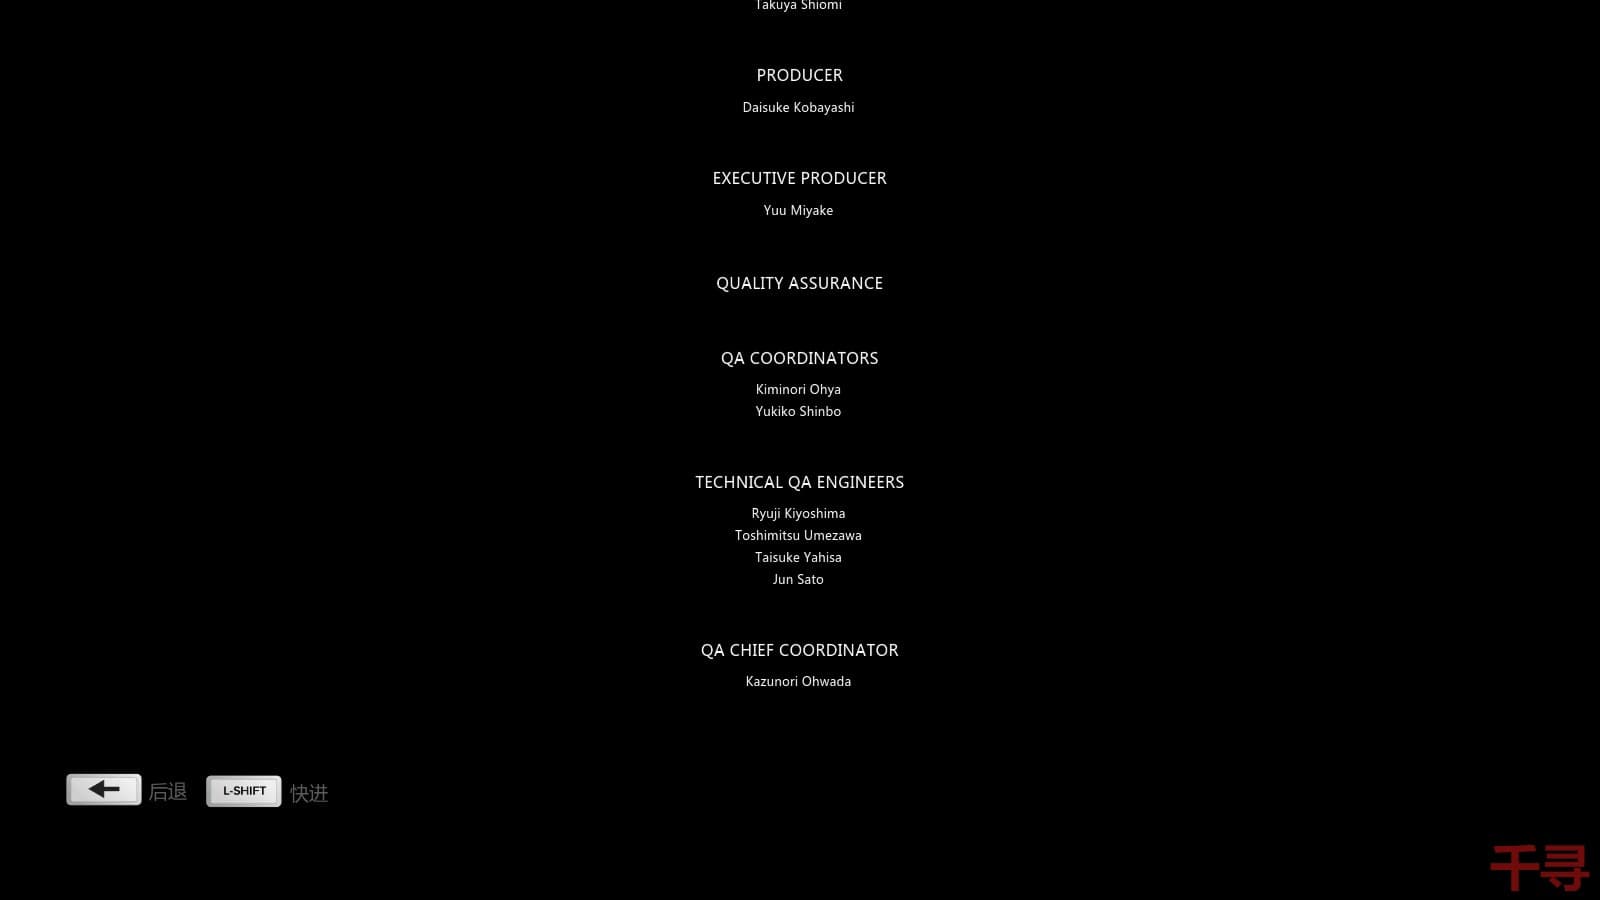 Takuya Shiomi
PRODUCER
Daisuke Kobayashi
EXECUTIVE PRODUCER
Yuu Miyake
QUALITY ASSURANCE
QA COORDINATORS
Kiminori Ohya
Yukiko Shinbo
TECHNICAL QA ENGINEERS
Ryuji Kiyoshima
Toshimitsu Umezawa
Taisuke Yahisa
Jun Sato
QA CHIEF COORDINATOR
Kazunori Ohwada
后退 L-SHIFT 快进
千寻